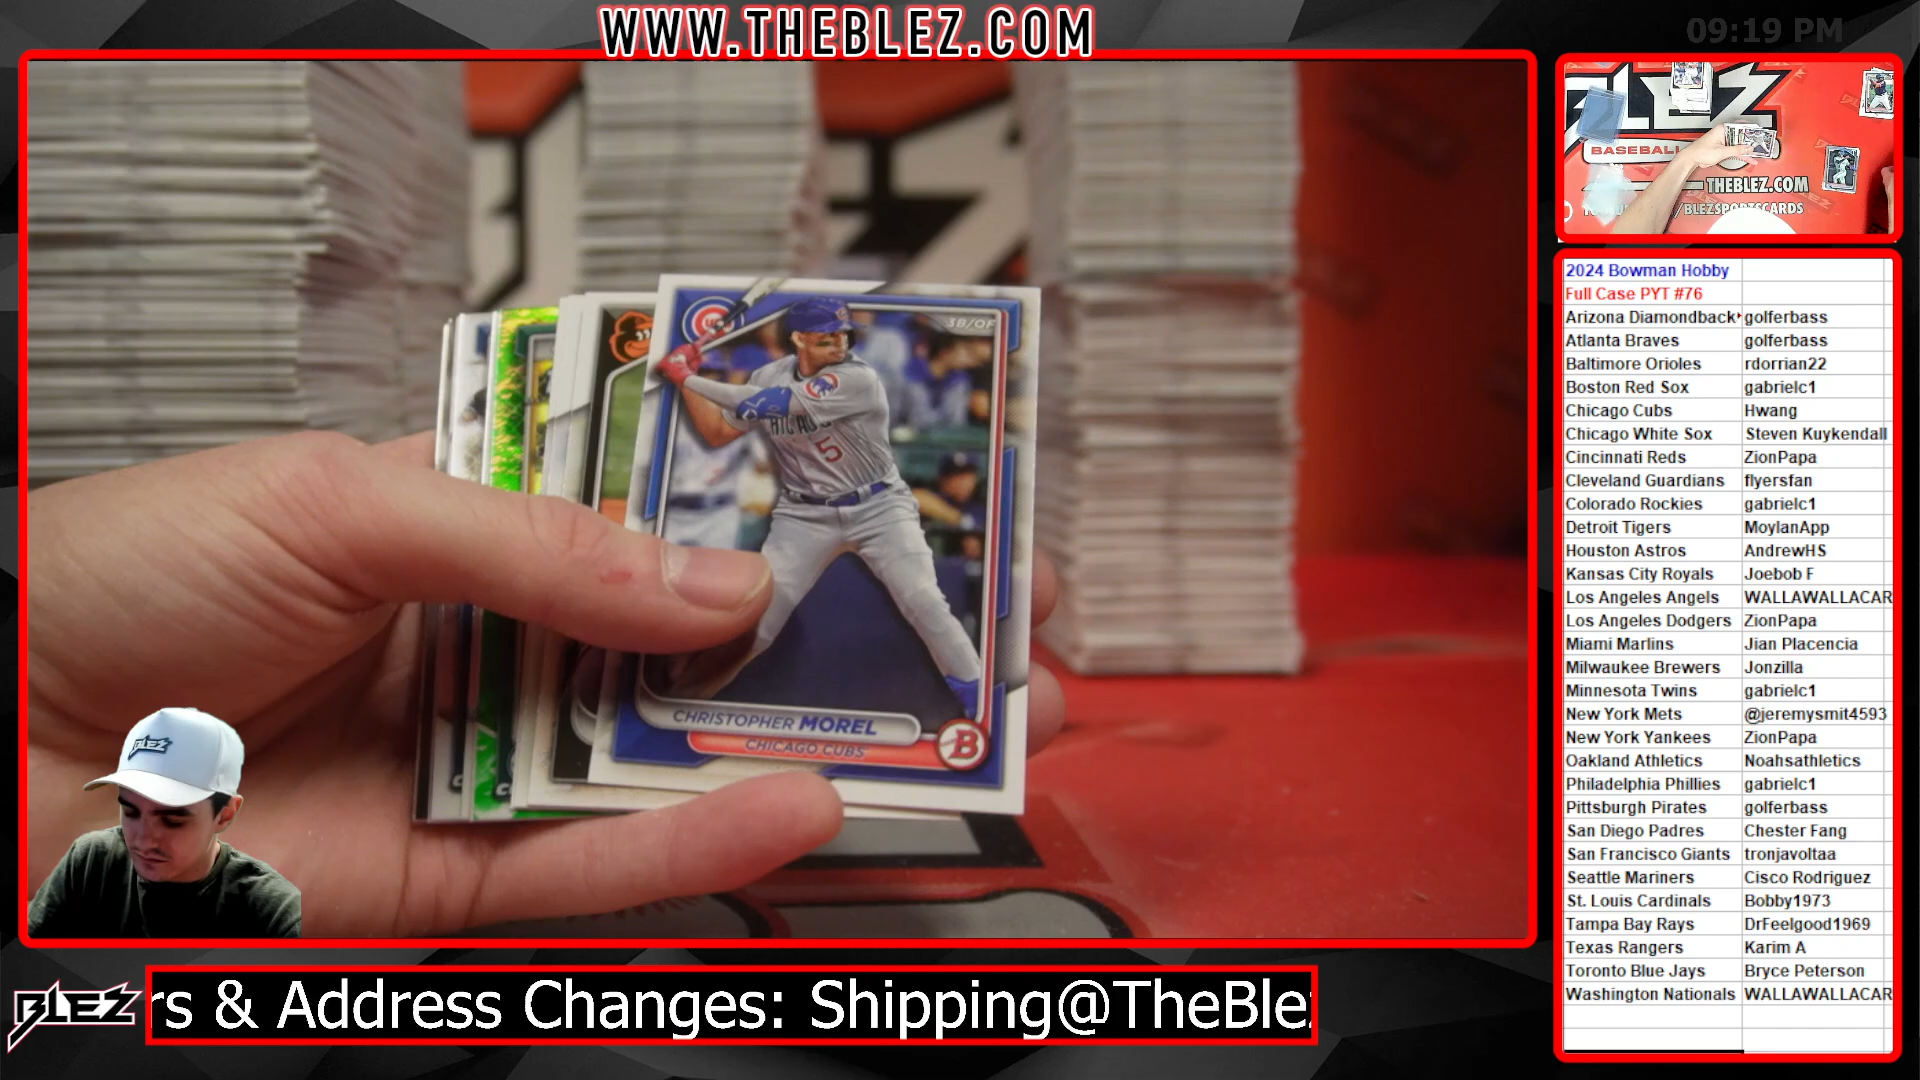 WWW.THEBLEZ.COM
09:19 PM
BLEZ
BASEBALL
THEBLEZ.COM
/BLEZSPORTSCARDS
3B/OF
5
CHRISTOPHER MOREL
CHICAGO CUBS
B
BLEZ
2024 Bowman Hobby
Full Case PYT #76
Arizona Diamondback golferbass
Atlanta Braves golferbass
Baltimore Orioles rdorrian22
Boston Red Sox gabrielc1
Chicago Cubs Hwang
Chicago White Sox Steven Kuykendall
Cincinnati Reds ZionPapa
Cleveland Guardians flyersfan
Colorado Rockies gabrielc1
Detroit Tigers MoylanApp
Houston Astros AndrewHS
Kansas City Royals Joebob F
Los Angeles Angels WALLAWALLACAR
Los Angeles Dodgers ZionPapa
Miami Marlins Jian Placencia
Milwaukee Brewers Jonzilla
Minnesota Twins gabrielc1
New York Mets @jeremysmit4593
New York Yankees ZionPapa
Oakland Athletics Noahsathletics
Philadelphia Phillies gabrielc1
Pittsburgh Pirates golferbass
San Diego Padres Chester Fang
San Francisco Giants tronjavoltaa
Seattle Mariners Cisco Rodriguez
St. Louis Cardinals Bobby1973
Tampa Bay Rays DrFeelgood1969
Texas Rangers Karim A
Toronto Blue Jays Bryce Peterson
Washington Nationals WALLAWALLACAR
BLEZ
rs & Address Changes: Shipping@TheBlez